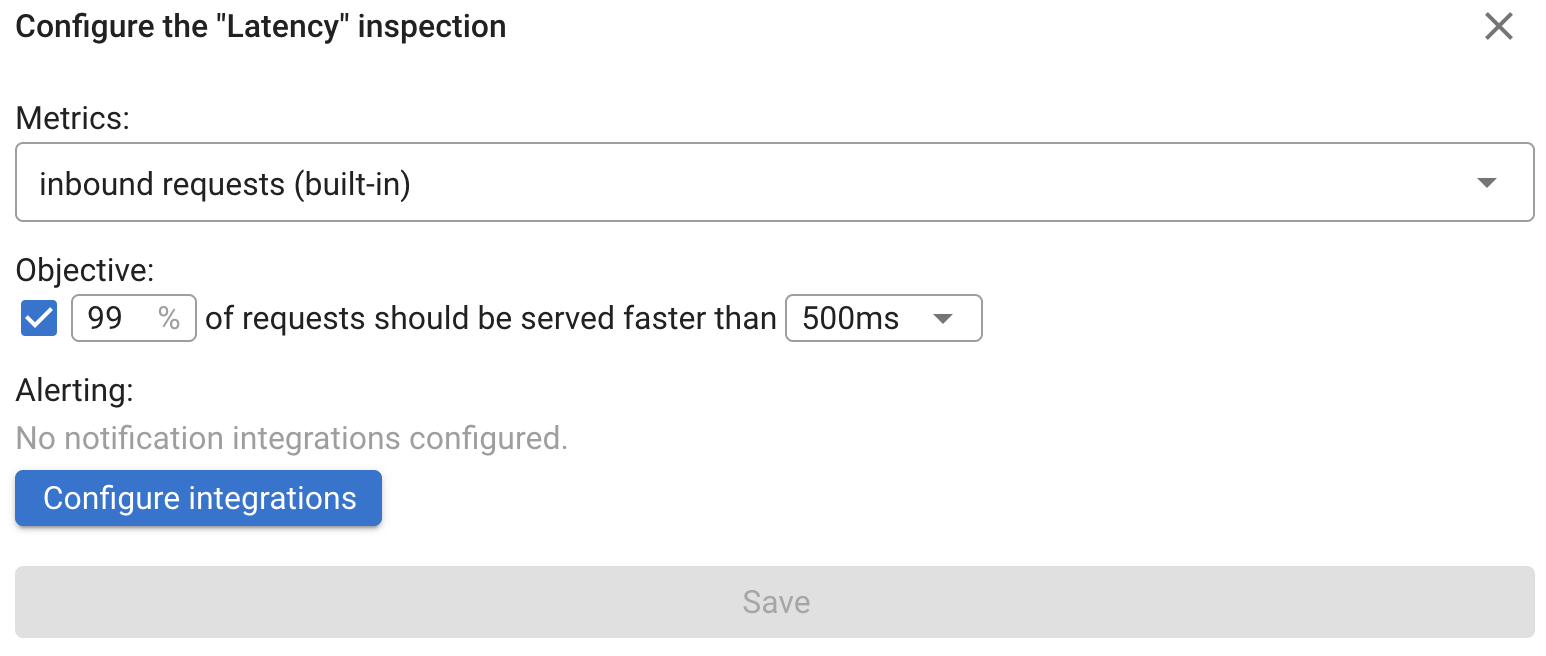 Configure the "Latency" inspection
Metrics:
inbound requests (built-in)
Objective:
99 % of requests should be served faster than 500ms
Alerting:
No notification integrations configured.
Configure integrations
Save